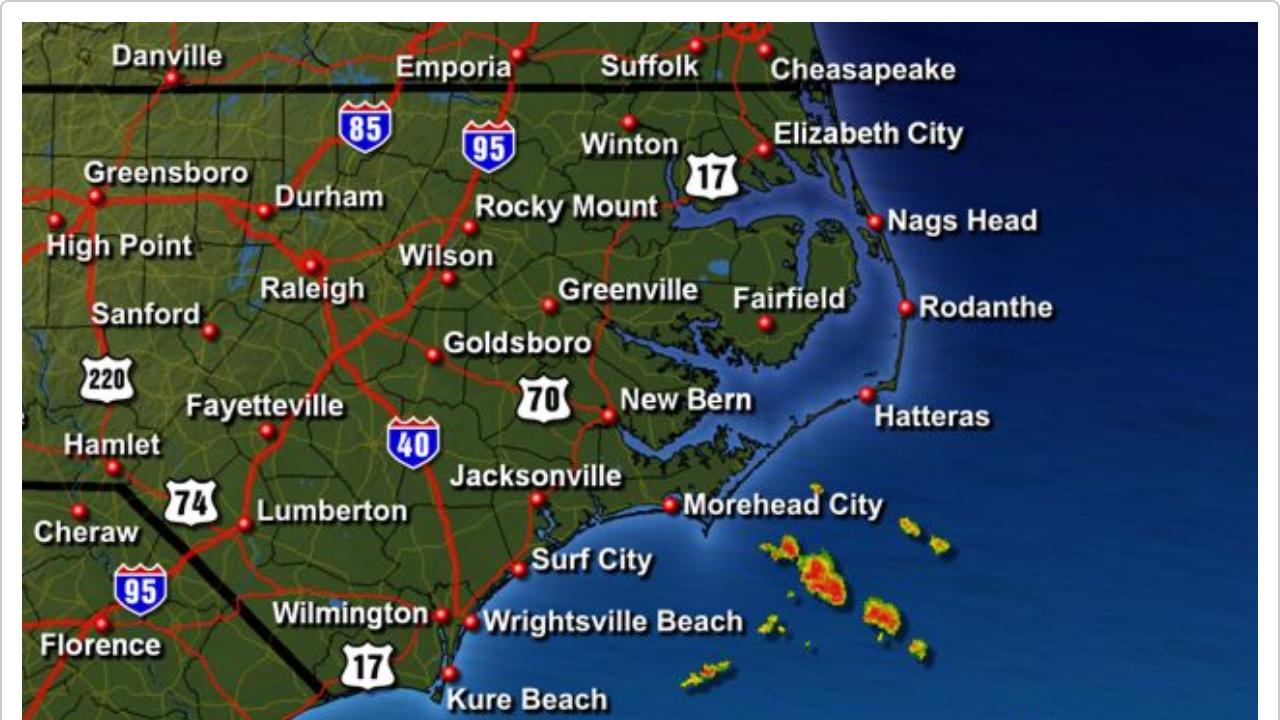 Danville
Emporia
Suffolk
Cheasapeake
85
95
Winton
Elizabeth City
17
Greensboro
Durham
Rocky Mount
Nags Head
High Point
Wilson
Raleigh
Greenville
Fairfield
Rodanthe
Sanford
Goldsboro
220
70
New Bern
Fayetteville
Hatteras
40
Hamlet
Jacksonville
74
Lumberton
Morehead City
Cheraw
Surf City
95
Wilmington
Wrightsville Beach
Florence
17
Kure Beach